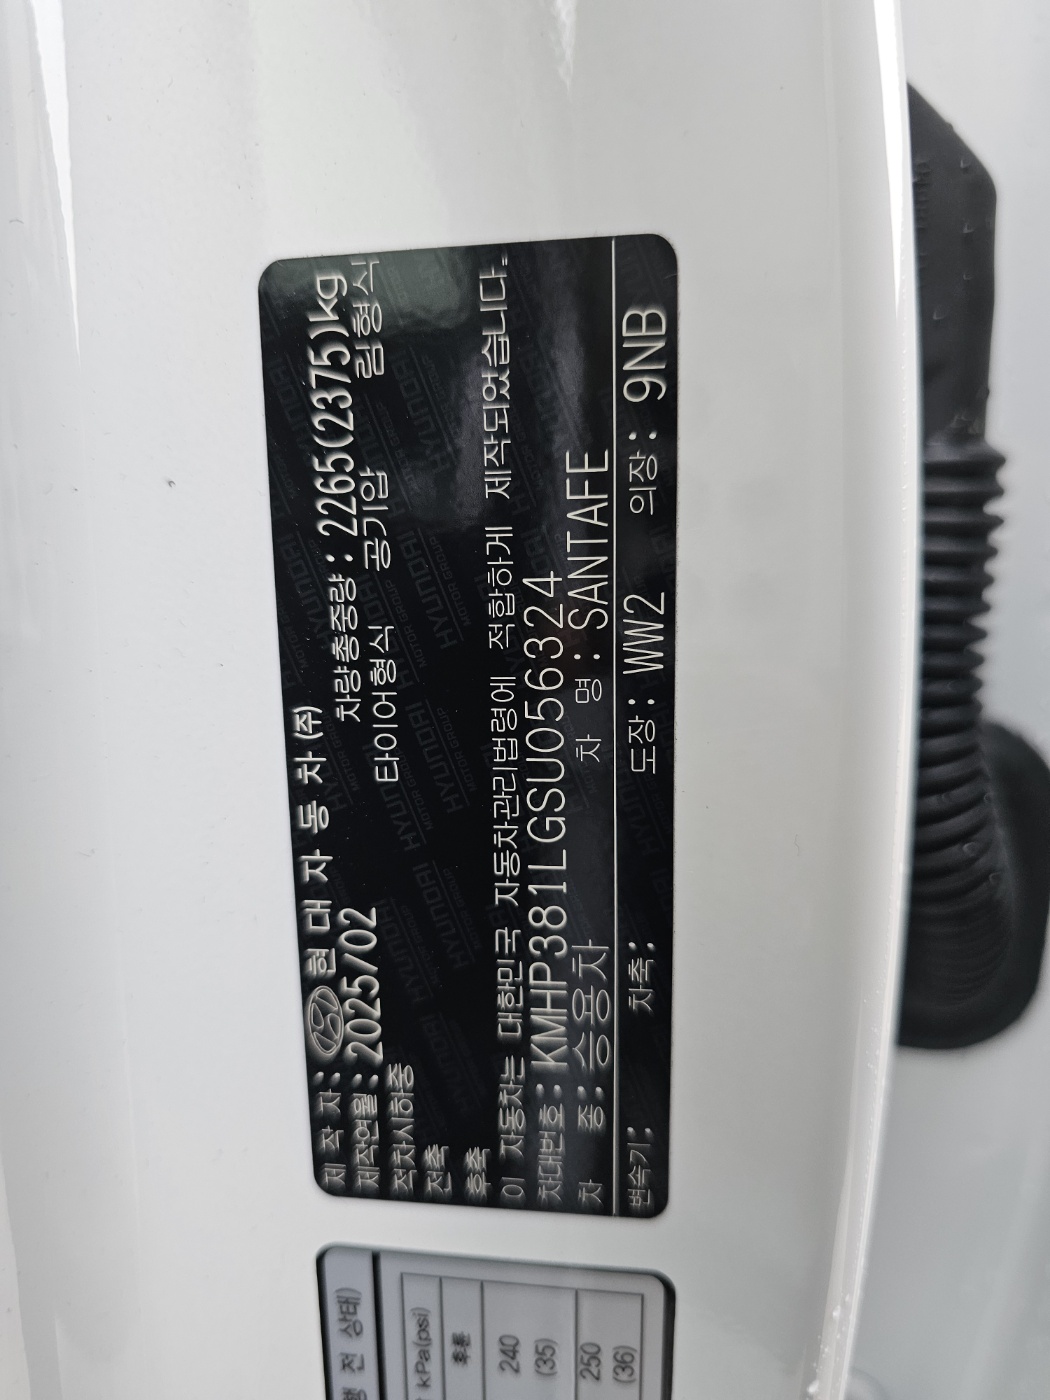 제 작 자 : 현 대 자 동 차 (주)
제작연월 : 2025/02 차량총중량 : 2265(2375)kg
적차시하중 타이어형식 공기압 림형식
전축
후축
이 자동차는 대한민국 자동차관리법령에 적합하게 제작되었습니다.
차대번호 : KMHP381LGSU056324
차 종 : 승용차 차 명 : SANTAFE
변속기 : 차축 : 도장 : WW2 의장 : 9NB
전 상태)
kPa(psi)
후륜
240
(35)
250
(36)